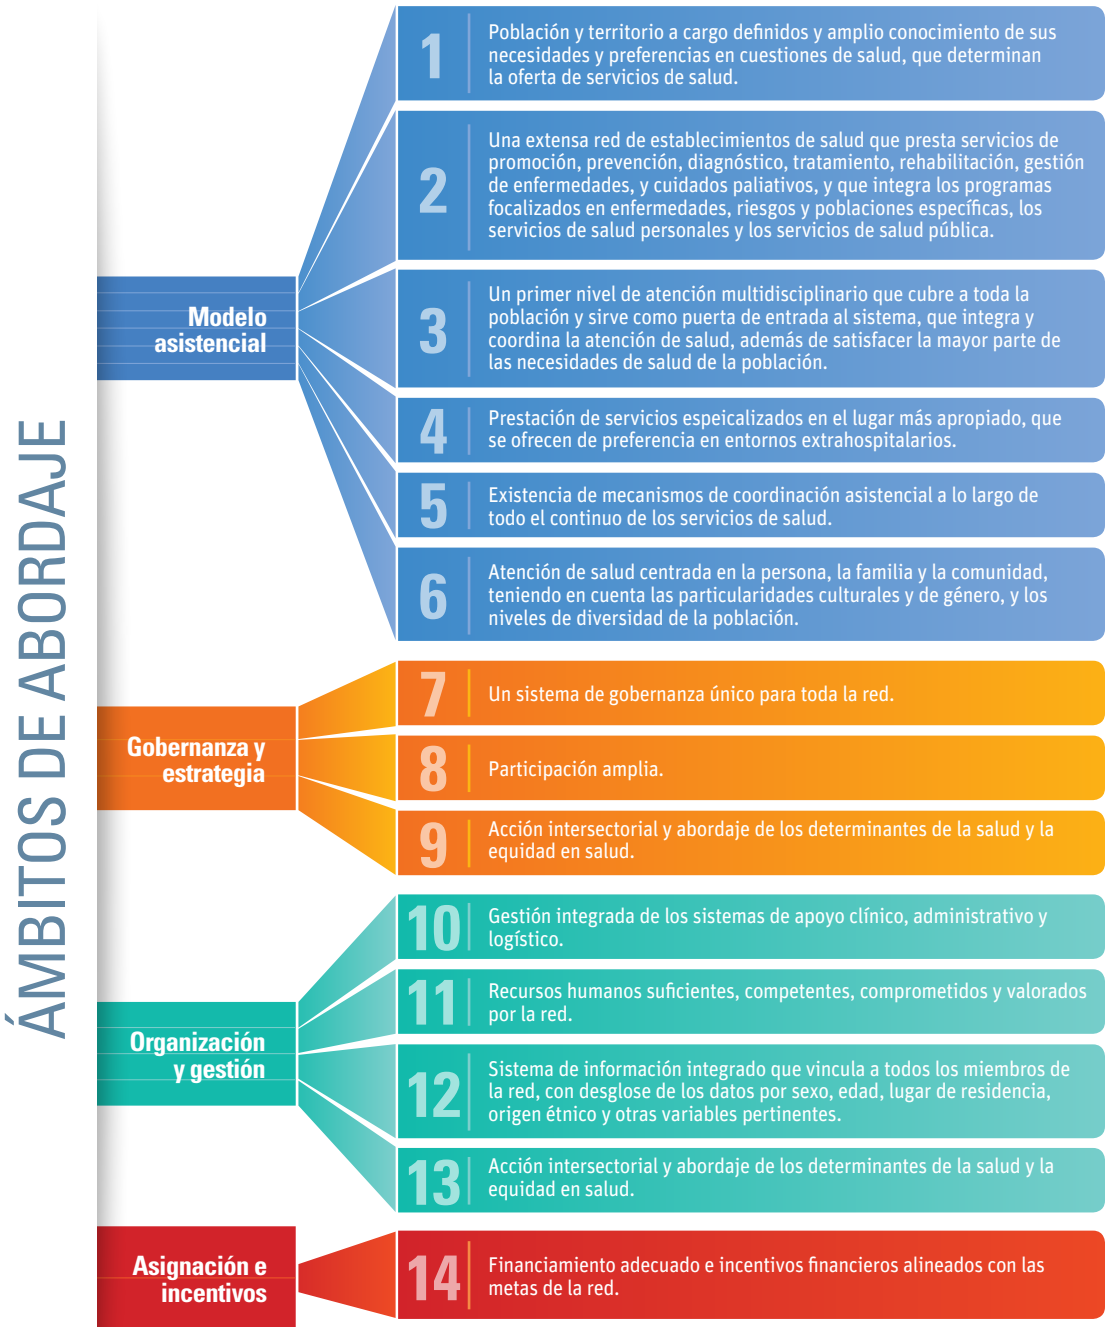 ÁMBITOS DE ABORDAJE
Modelo
asistencial
1
Población y territorio a cargo definidos y amplio conocimiento de sus
necesidades y preferencias en cuestiones de salud, que determinan
la oferta de servicios de salud.
2
Una extensa red de establecimientos de salud que presta servicios de
promoción, prevención, diagnóstico, tratamiento, rehabilitación, gestión
de enfermedades, y cuidados paliativos, y que integra los programas
focalizados en enfermedades, riesgos y poblaciones específicas, los
servicios de salud personales y los servicios de salud pública.
3
Un primer nivel de atención multidisciplinario que cubre a toda la
población y sirve como puerta de entrada al sistema, que integra y
coordina la atención de salud, además de satisfacer la mayor parte de
las necesidades de salud de la población.
4
Prestación de servicios espeicalizados en el lugar más apropiado, que
se ofrecen de preferencia en entornos extrahospitalarios.
5
Existencia de mecanismos de coordinación asistencial a lo largo de
todo el continuo de los servicios de salud.
6
Atención de salud centrada en la persona, la familia y la comunidad,
teniendo en cuenta las particularidades culturales y de género, y los
niveles de diversidad de la población.
Gobernanza y
estrategia
7
Un sistema de gobernanza único para toda la red.
8
Participación amplia.
9
Acción intersectorial y abordaje de los determinantes de la salud y la
equidad en salud.
Organización
y gestión
10
Gestión integrada de los sistemas de apoyo clínico, administrativo y
logístico.
11
Recursos humanos suficientes, competentes, comprometidos y valorados
por la red.
12
Sistema de información integrado que vincula a todos los miembros de
la red, con desglose de los datos por sexo, edad, lugar de residencia,
origen étnico y otras variables pertinentes.
13
Acción intersectorial y abordaje de los determinantes de la salud y la
equidad en salud.
Asignación e
incentivos
14
Financiamiento adecuado e incentivos financieros alineados con las
metas de la red.